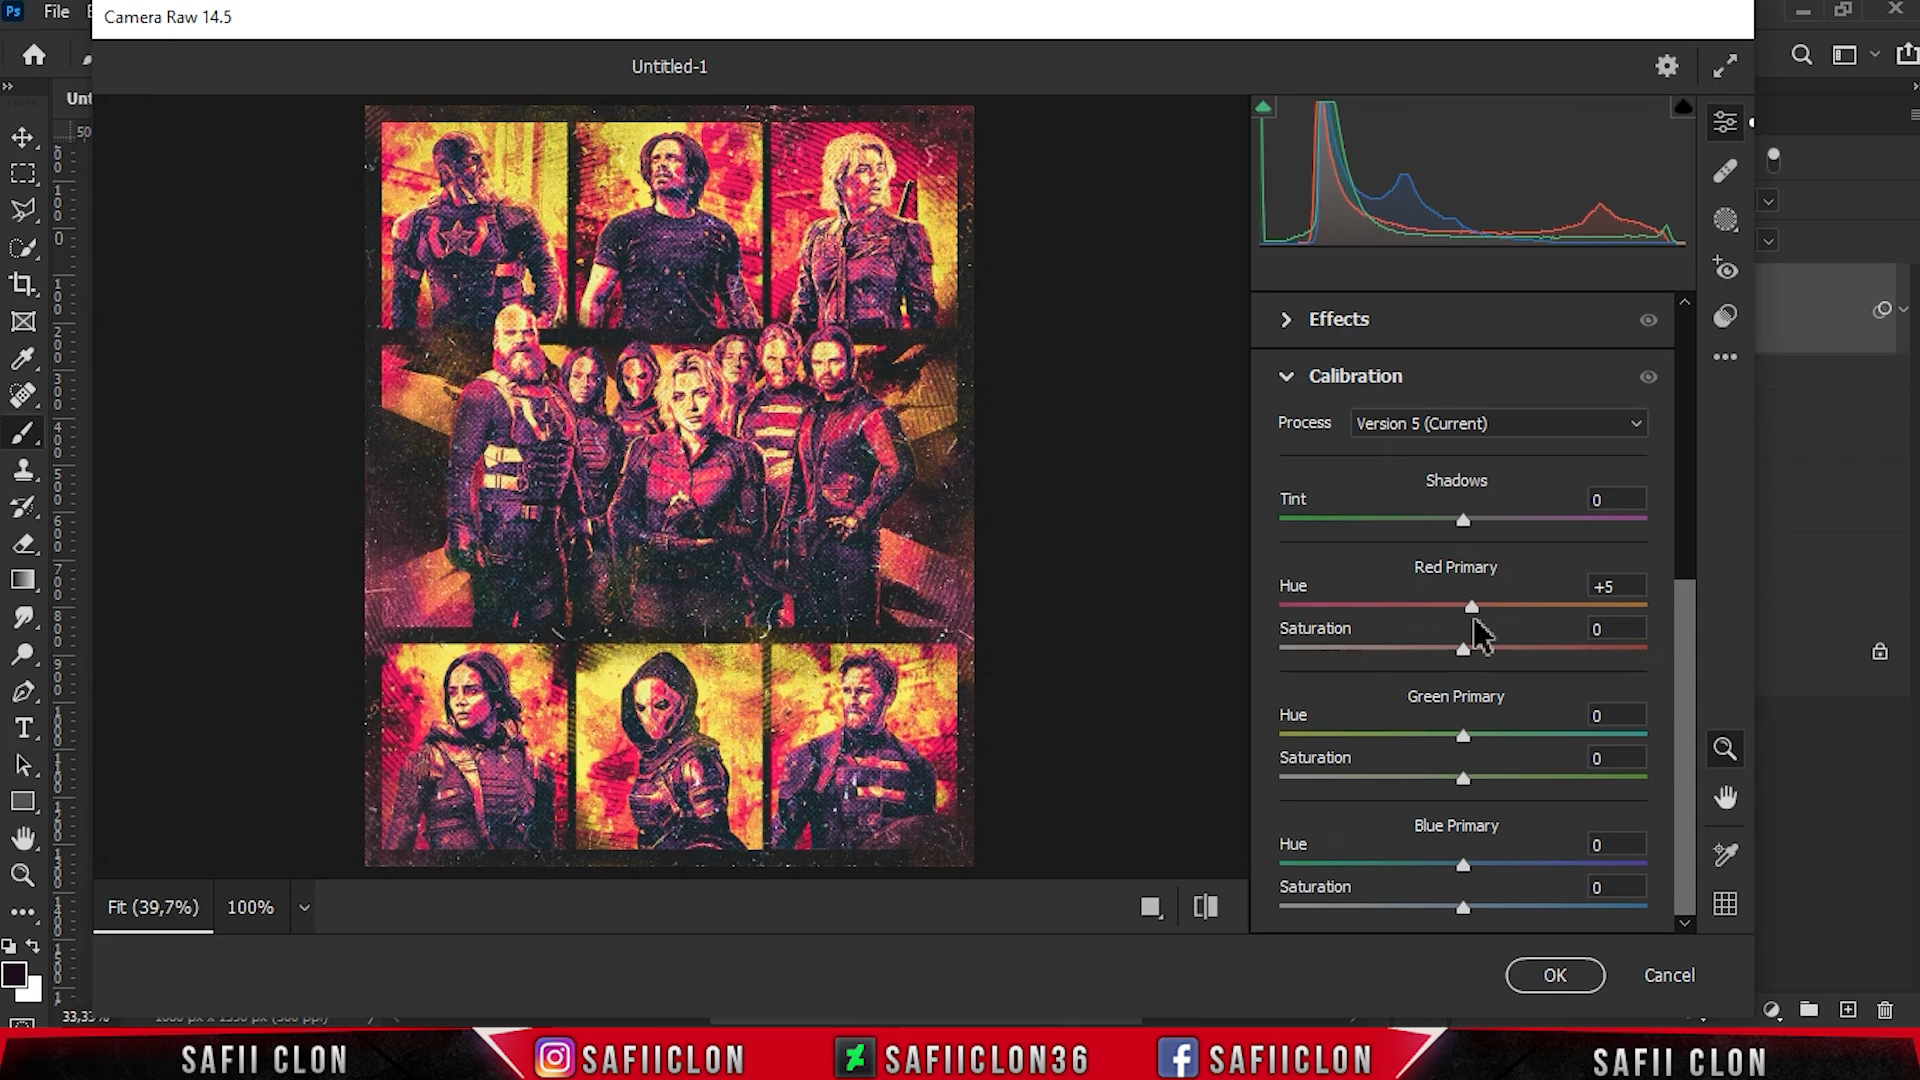 Ps File
Camera Raw 14.5
Untitled-1
Unt
Effects
Calibration
Process Version 5 (Current)
Shadows
Tint 0
Red Primary
Hue +5
Saturation 0
Green Primary
Hue 0
Saturation 0
Blue Primary
Hue 0
Saturation 0
Fit (39,7%) 100%
OK Cancel
SAFII CLON SAFIICLON SAFIICLON36 SAFIICLON SAFII CLON